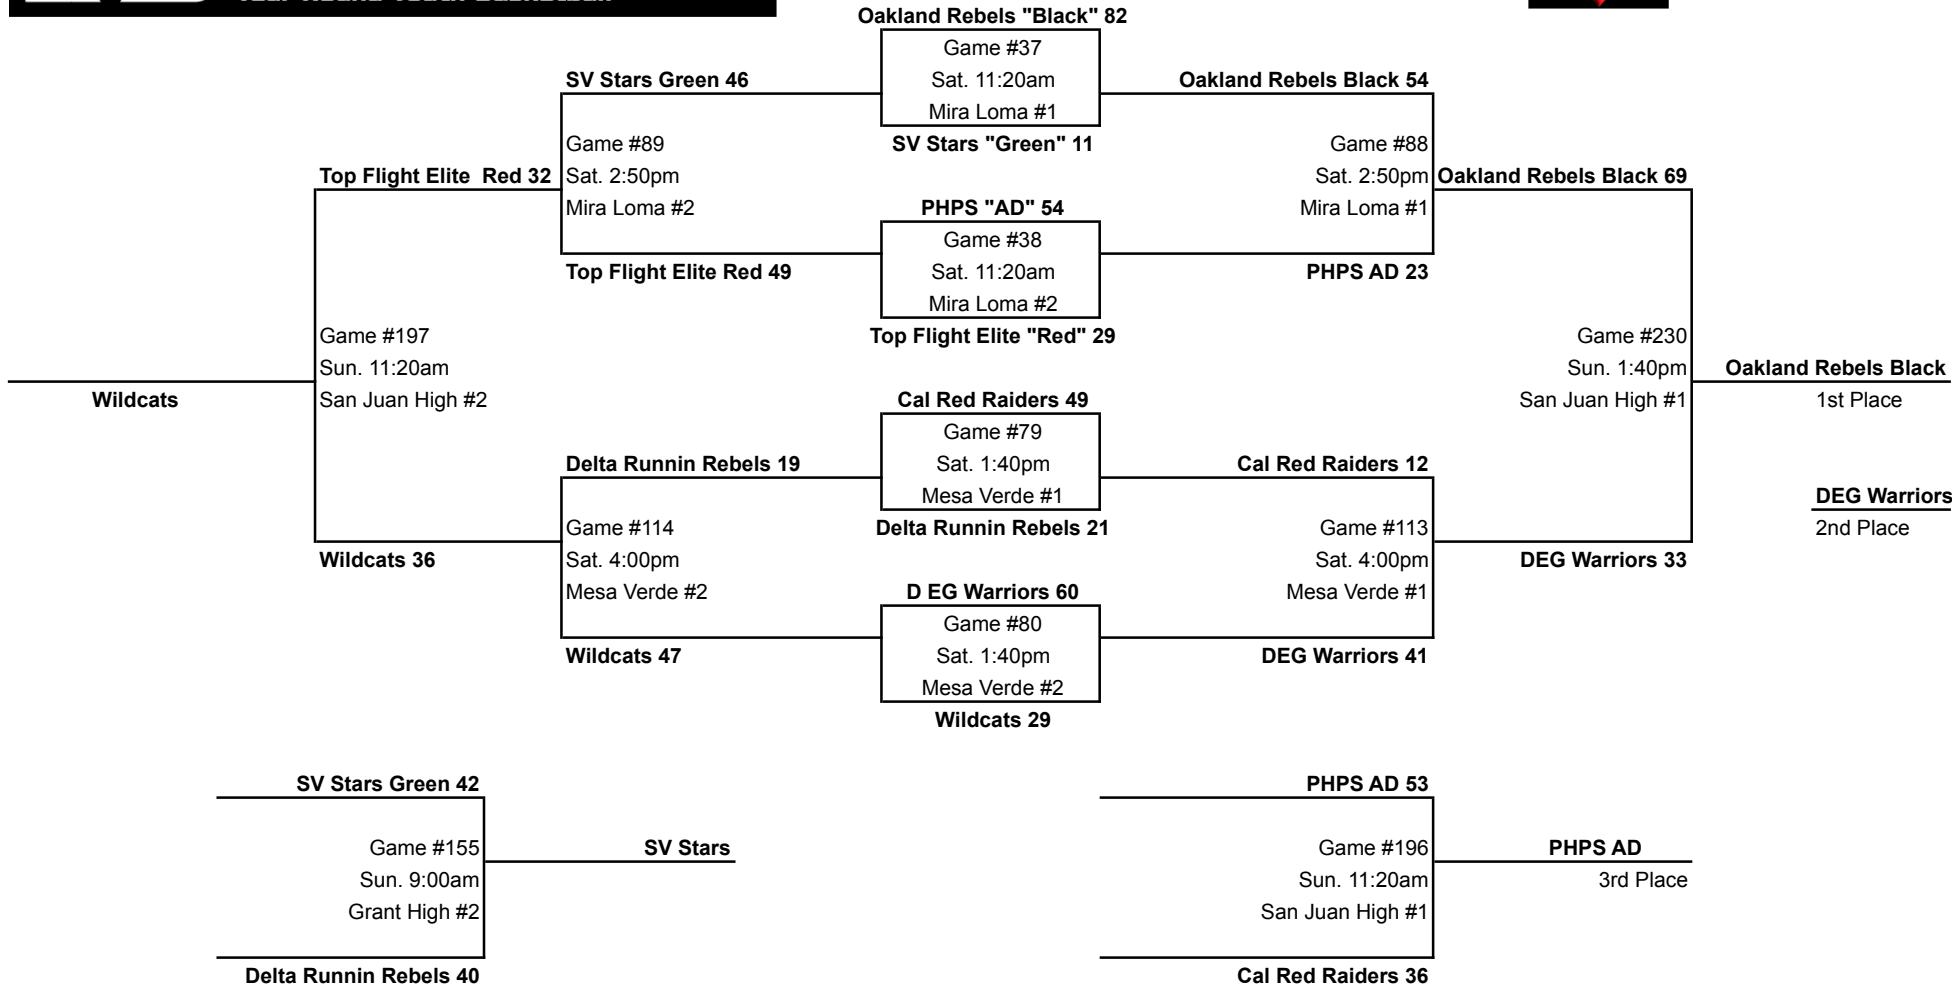 Year Round Youth Basketball
Oakland Rebels "Black" 82
Game #37
Sat. 11:20am
Mira Loma #1
SV Stars "Green" 11
SV Stars Green 46
Oakland Rebels Black 54
Game #89
Sat. 2:50pm
Mira Loma #2
Game #88
Sat. 2:50pm
Mira Loma #1
Top Flight Elite  Red 32
Oakland Rebels Black 69
PHPS "AD" 54
Game #38
Sat. 11:20am
Mira Loma #2
Top Flight Elite "Red" 29
Top Flight Elite Red 49
PHPS AD 23
Game #197
Sun. 11:20am
San Juan High #2
Game #230
Sun. 1:40pm
San Juan High #1
Wildcats
Oakland Rebels Black
1st Place
Cal Red Raiders 49
Game #79
Sat. 1:40pm
Mesa Verde #1
Delta Runnin Rebels 21
Delta Runnin Rebels 19
Cal Red Raiders 12
DEG Warriors
2nd Place
Game #114
Sat. 4:00pm
Mesa Verde #2
Game #113
Sat. 4:00pm
Mesa Verde #1
Wildcats 36
DEG Warriors 33
D EG Warriors 60
Game #80
Sat. 1:40pm
Mesa Verde #2
Wildcats 29
Wildcats 47
DEG Warriors 41
SV Stars Green 42
Game #155
Sun. 9:00am
Grant High #2
Delta Runnin Rebels 40
SV Stars
PHPS AD 53
Game #196
Sun. 11:20am
San Juan High #1
Cal Red Raiders 36
PHPS AD
3rd Place